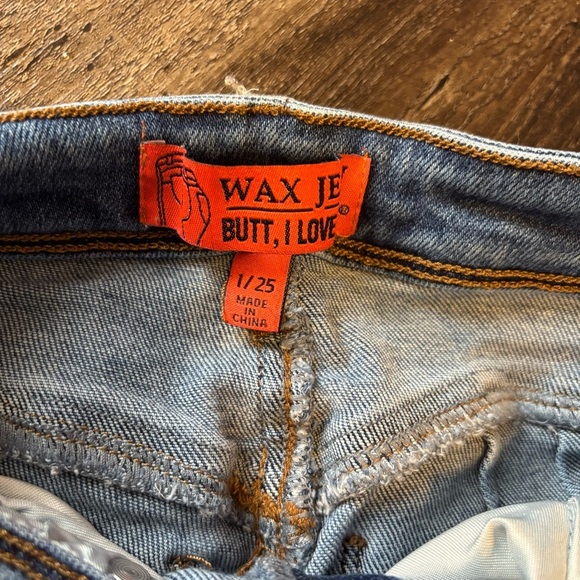 WAX JE
BUTT, I LOVE®
1/25
MADE
IN
CHINA